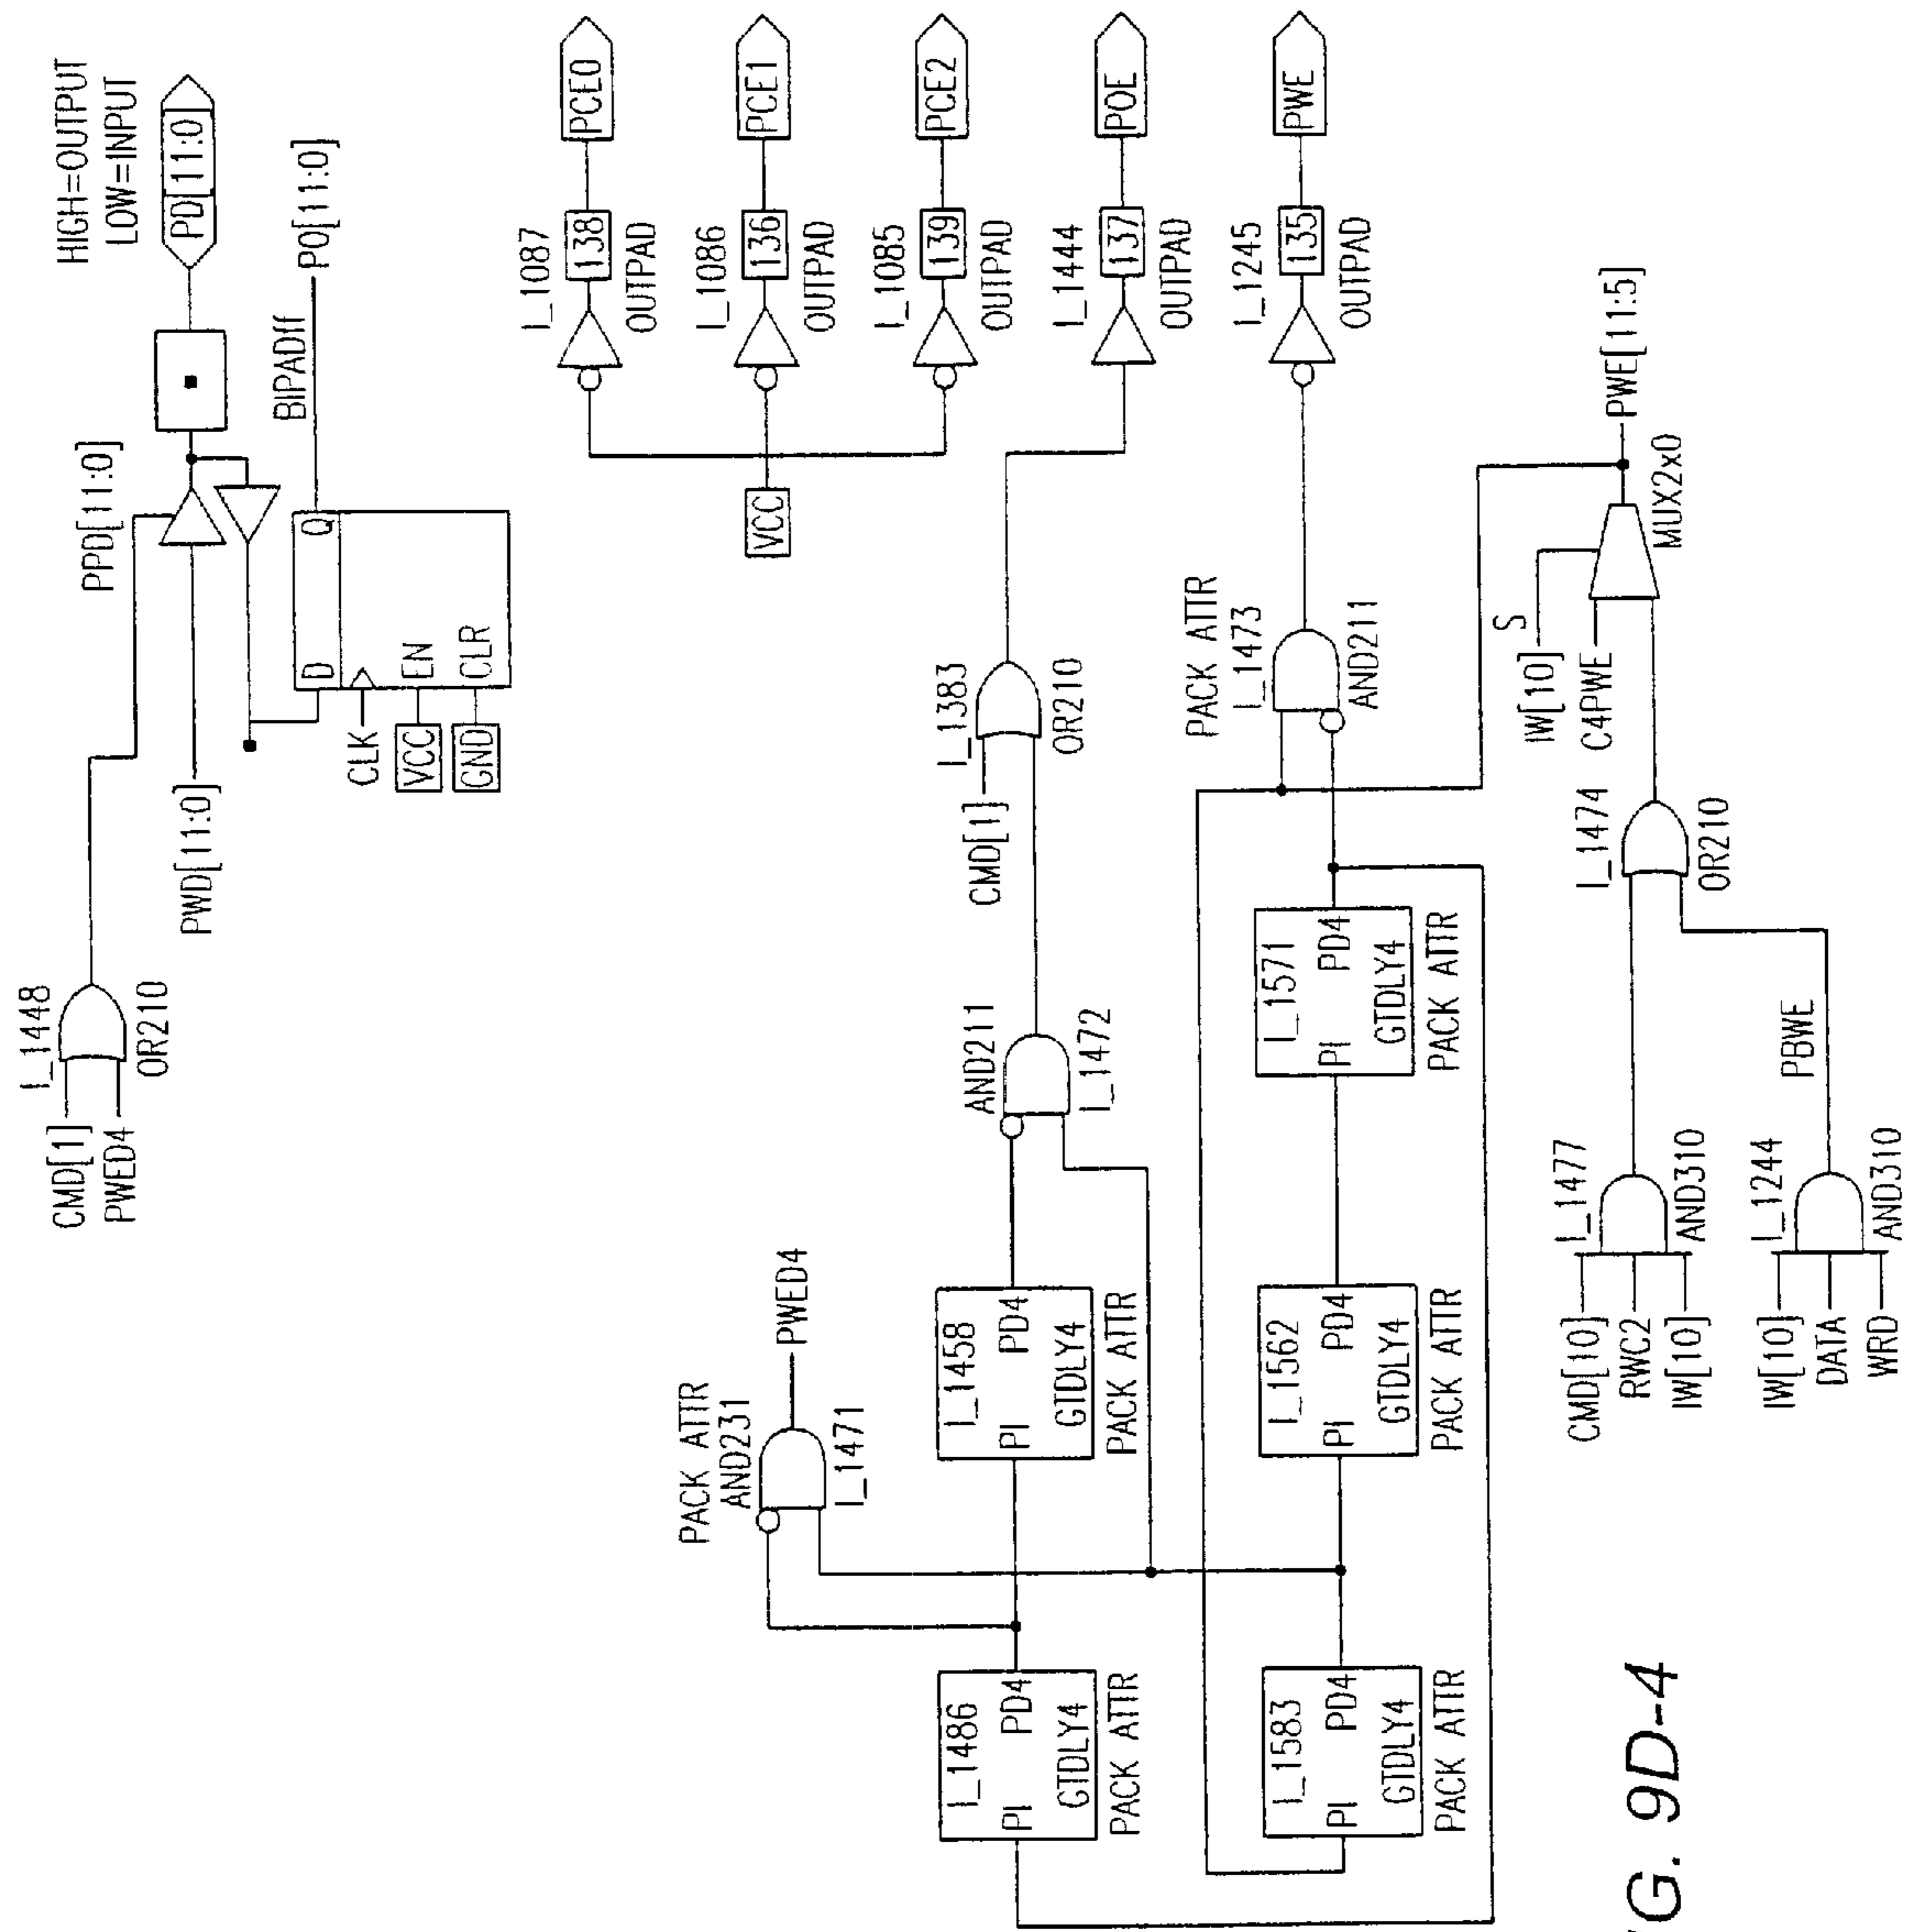 HIGH=OUTPUT
LOW=INPUT
PD[11:0]
PPD[11:0]
BIPADff
PO[11:0]
D
Q
EN
CLR
CLK
VCC
GND
PWD[11:0]
I_1448
OR210
CMD[1]
PWED4
I_1087
138
OUTPAD
PCE0
I_1086
136
OUTPAD
PCE1
I_1085
139
OUTPAD
PCE2
VCC
I_1444
137
OUTPAD
POE
I_1245
135
OUTPAD
PWE
I_1383
OR210
CMD[1]
PACK ATTR
I_1473
AND211
AND211
I_1472
PACK ATTR
AND231
I_1471
PWED4
I_1486
PI PD4
GTDLY4
PACK ATTR
I_1458
PI PD4
GTDLY4
PACK ATTR
I_1583
PI PD4
GTDLY4
PACK ATTR
I_1562
PI PD4
GTDLY4
PACK ATTR
I_1571
PI PD4
GTDLY4
PACK ATTR
IW[10] S
C4PWE
MUX2x0
PWE[11:5]
I_1474
OR210
PBWE
I_1477
AND310
CMD[10]
RWC2
IW[10]
I_1244
AND310
IW[10]
DATA
WRD
G. 9D-4